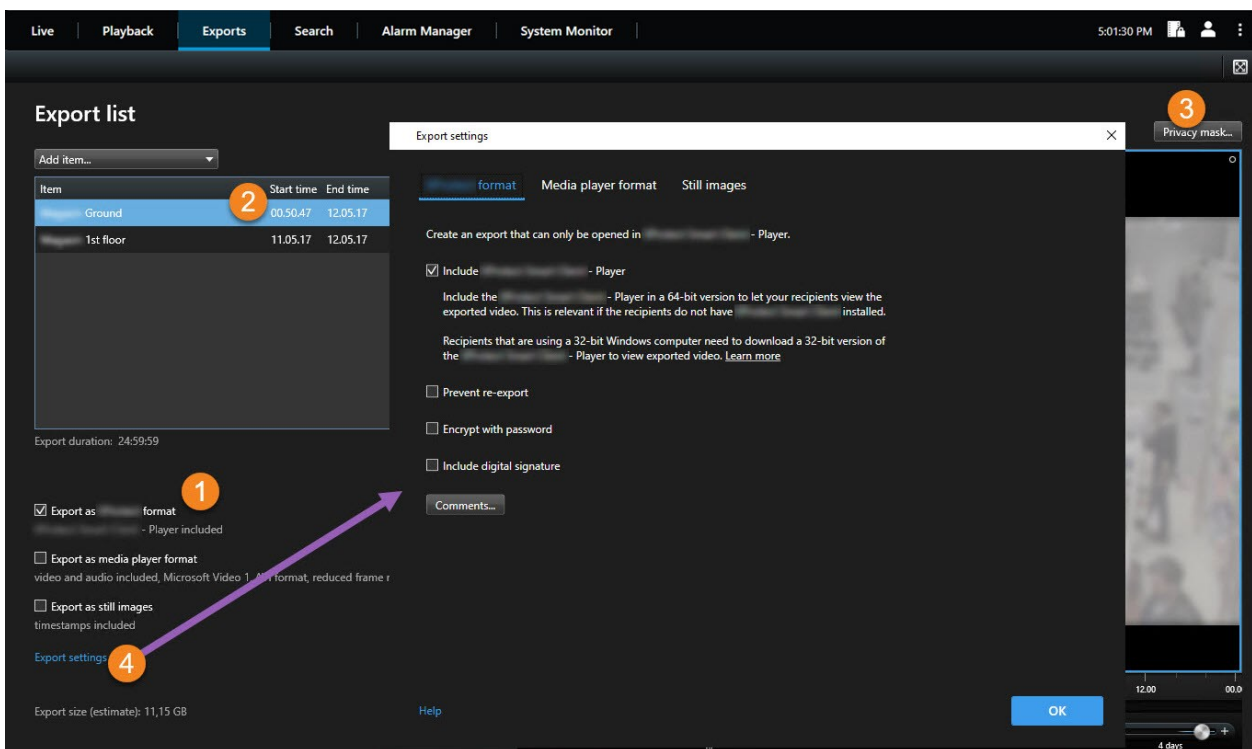 Live Playback Exports Search Alarm Manager System Monitor 5:01:30 PM
Export list
3
Privacy mask...
Export settings
Add item...
Item Start time End time
2
Ground 00.50.47 12.05.17
1st floor 11.05.17 12.05.17
format Media player format Still images
Create an export that can only be opened in - Player.
Include - Player
Include the - Player in a 64-bit version to let your recipients view the
exported video. This is relevant if the recipients do not have installed.
Recipients that are using a 32-bit Windows computer need to download a 32-bit version of
the - Player to view exported video. Learn more
Prevent re-export
Encrypt with password
Include digital signature
Comments...
Export duration: 24:59:59
1
Export as format
- Player included
Export as media player format
video and audio included, Microsoft Video 1, format, reduced frame
Export as still images
timestamps included
Export settings
4
Export size (estimate): 11,15 GB
Help
OK
12.00 00.0
4 days